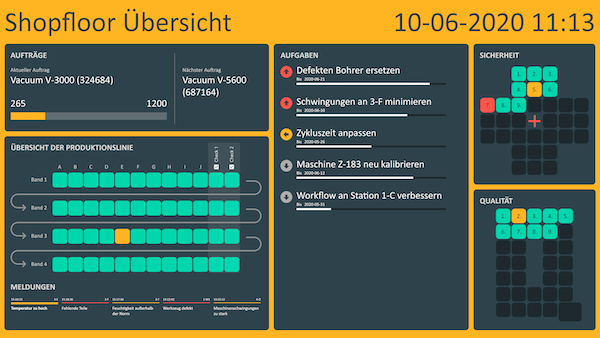 Shopfloor Übersicht
10-06-2020 11:13
AUFTRÄGE
Aktueller Auftrag
Vacuum V-3000 (324684)
265
1200
Nächster Auftrag
Vacuum V-5600
(687164)
ÜBERSICHT DER PRODUKTIONSLINIE
A B C D E F G H I J Check 1 Check 2
Band 1
Band 2
Band 3
Band 4
MELDUNGEN
Temperatur zu hoch
Fehlende Teile
Feuchtigkeit außerhalb
der Norm
Werkzeug defekt
Maschinenschwingungen
zu stark
AUFGABEN
Defekten Bohrer ersetzen
Bis 2020-06-21
Schwingungen an 3-F minimieren
Bis 2020-06-10
Zykluszeit anpassen
Bis 2020-06-26
Maschine Z-183 neu kalibrieren
Bis 2020-06-12
Workflow an Station 1-C verbessern
Bis 2020-05-31
SICHERHEIT
1. 2. 3.
4. 5. 6.
7. 8. 9.
QUALITÄT
1. 2. 3. 4. 5.
6. 7. 8. 9.